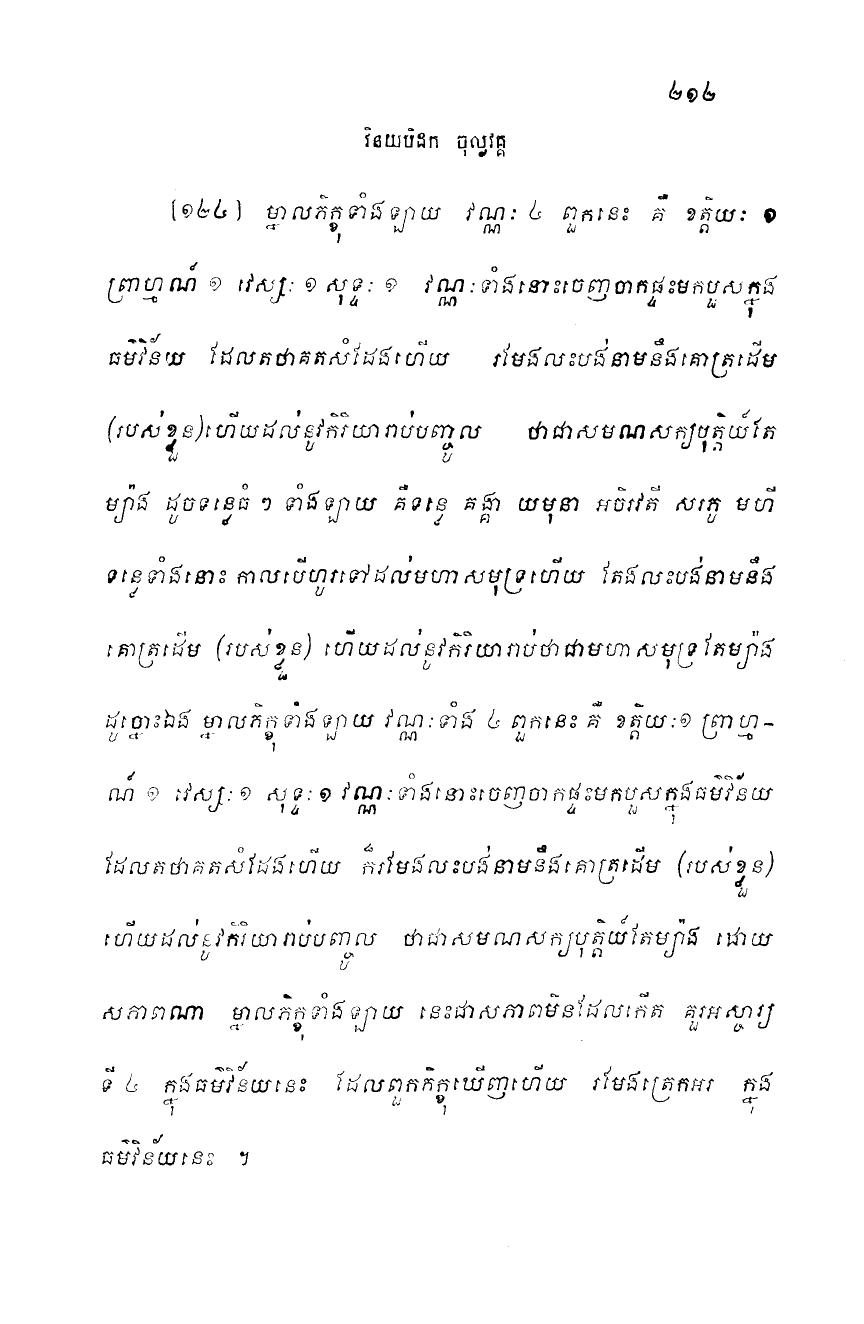 ២១២
វិនយបិដក ចុល្លវគ្គ
(១២៤) ម្នាលភិក្ខុទាំងឡាយ វណ្ណៈ ៤ ពួកនេះ គឺ ខត្តិយៈ ១
ព្រាហ្មណ៍ ១ វេស្សៈ ១ សុទ្ទៈ ១ វណ្ណៈទាំងនោះចេញចាកផ្ទះមកបួសក្នុង
ធម៌វិន័យ ដែលតថាគតសំដែងហើយ រមែងលះបង់នាមនឹងគោត្រដើម
(របស់ខ្លួន)ហើយដល់នូវកិរិយារាប់បញ្ចូល ថាជាសមណសក្យបុត្តិយ៍តែ
ម្យ៉ាង ដូចទន្លេធំ ៗ ទាំងឡាយ គឺទន្លេ គង្គា យមុនា អចិរវតី សរភូ មហី
ទន្លេទាំងនោះ កាលបើហូរទៅដល់មហាសមុទ្រហើយ តែងលះបង់នាមនឹង
គោត្រដើម (របស់ខ្លួន) ហើយដល់នូវកិរិយារាប់ថាជាមហាសមុទ្រតែម្យ៉ាង
ដូច្នោះឯង ម្នាលភិក្ខុទាំងឡាយ វណ្ណៈទាំង ៤ ពួកនេះ គឺ ខត្តិយៈ១ ព្រាហ្ម-
ណ៍ ១ វេស្សៈ ១ សុទ្ទៈ ១ វណ្ណៈទាំងនោះចេញចាកផ្ទះមកបួសក្នុងធម៌វិន័យ
ដែលតថាគតសំដែងហើយ ក៏រមែងលះបង់នាមនឹងគោត្រដើម (របស់ខ្លួន)
ហើយដល់នូវកិរិយារាប់បញ្ចូល ថាជាសមណសក្យបុត្តិយ៍តែម្យ៉ាង ដោយ
សភាពណា ម្នាលភិក្ខុទាំងឡាយ នេះជាសភាពមិនដែលកើត គួរអស្ចារ្យ
ទី ៤ ក្នុងធម៌វិន័យនេះ ដែលពួកភិក្ខុឃើញហើយ រមែងត្រេកអរ ក្នុង
ធម៌វិន័យនេះ ។